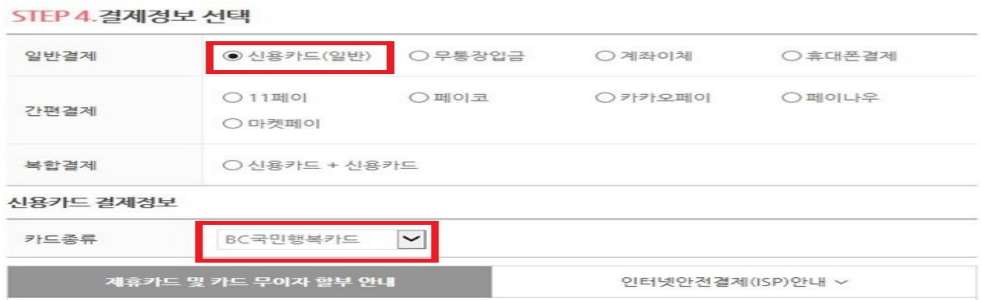 STEP 4.결제정보 선택
일반결제 신용카드(일반) 무통장입금 계좌이체 휴대폰결제
간편결제 11페이 페이코 카카오페이 페이나우
마켓페이
복합결제 신용카드 + 신용카드
신용카드 결제정보
카드종류 BC국민행복카드
제휴카드 및 카드 무이자 할부 안내 인터넷안전결제(ISP)안내